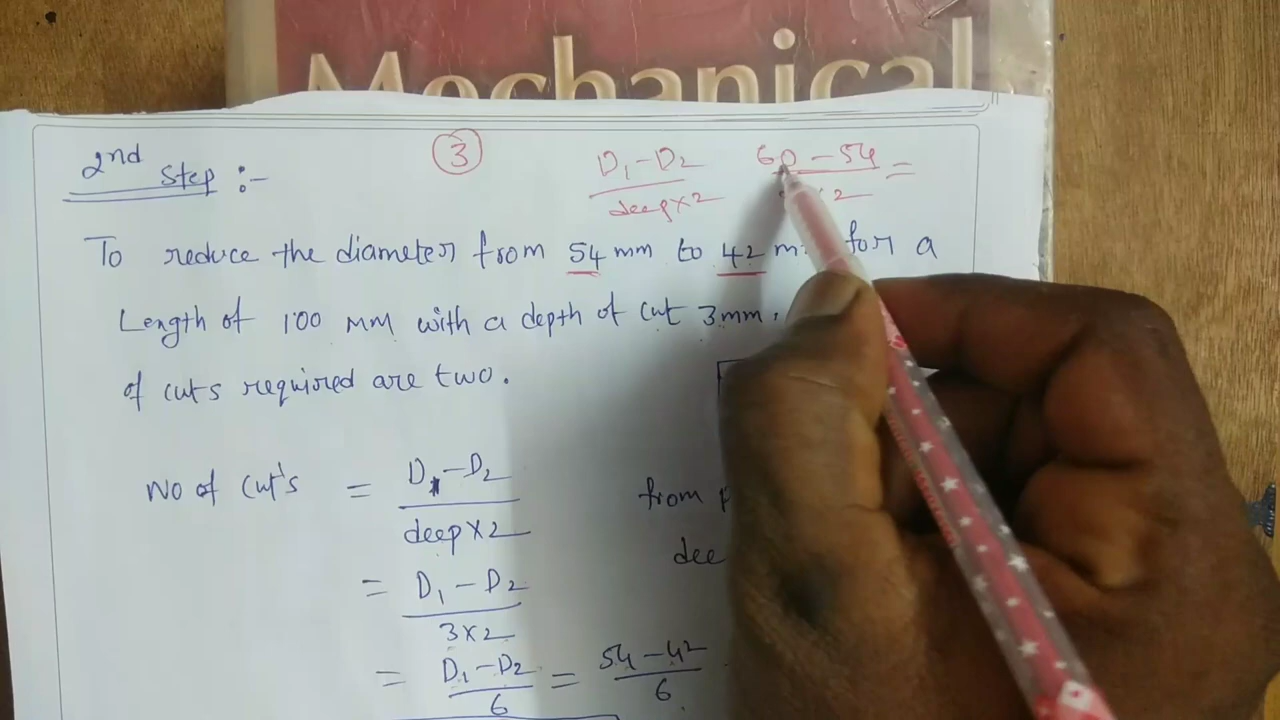 Mechanical
2nd Step :-
3
D1-D2 / deep×2
60-54 / ×2 =
To reduce the diameter from 54 mm to 42 m for a
Length of 100 MM with a depth of cut 3mm.
of cuts required are two.
No of Cut's = D1-D2 / deep×2
from
dee
= D1-D2 / 3×2
= D1-D2 / 6 = 54-42 / 6